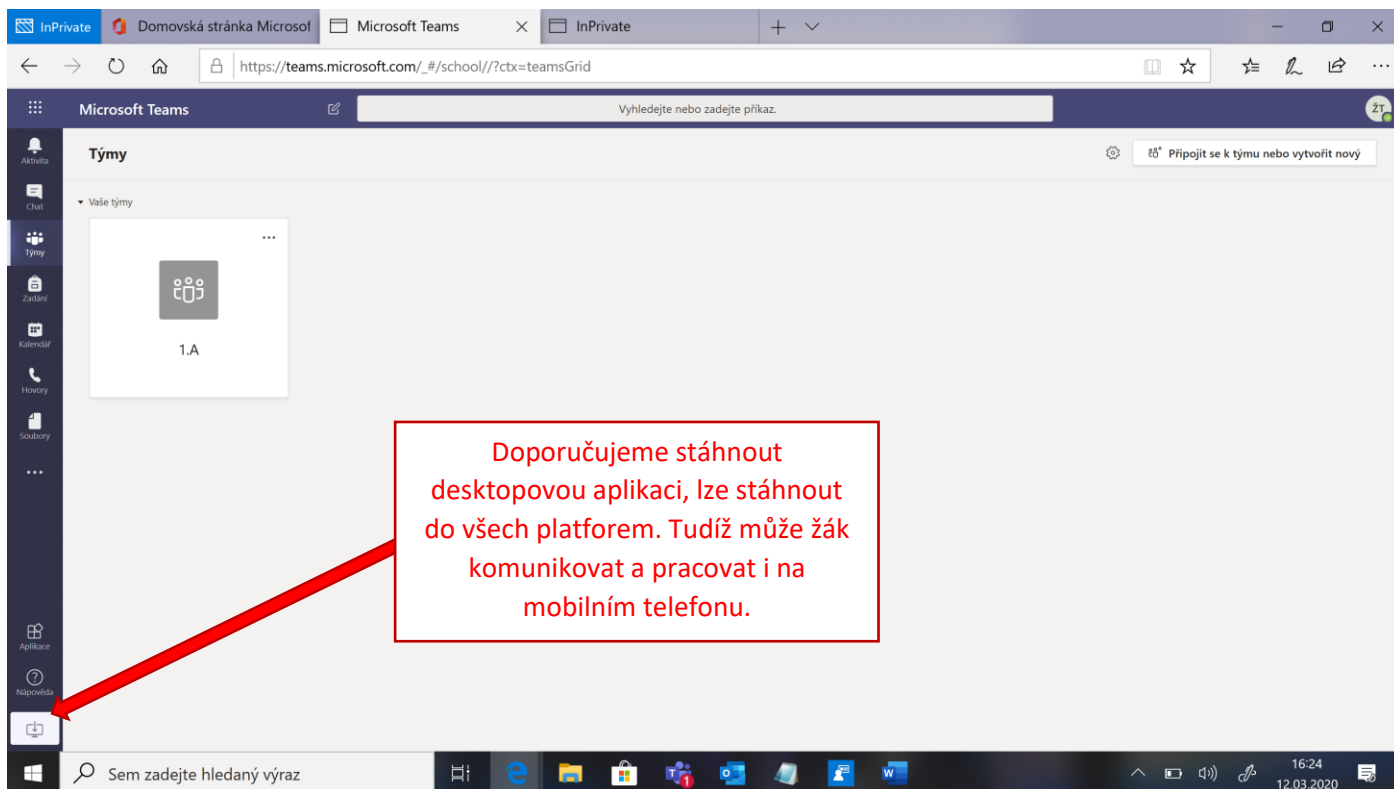 InPrivate
Domovská stránka Microsof
Microsoft Teams
InPrivate
https://teams.microsoft.com/_#/school//?ctx=teamsGrid
Microsoft Teams
Vyhledejte nebo zadejte příkaz.
ŽT
Aktivita
Týmy
Připojit se k týmu nebo vytvořit nový
Chat
Vaše týmy
Týmy
Zadání
Kalendář
1.A
Hovory
Soubory
Doporučujeme stáhnout
desktopovou aplikaci, lze stáhnout
do všech platforem. Tudíž může žák
komunikovat a pracovat i na
mobilním telefonu.
Aplikace
Nápověda
Sem zadejte hledaný výraz
16:24
12.03.2020